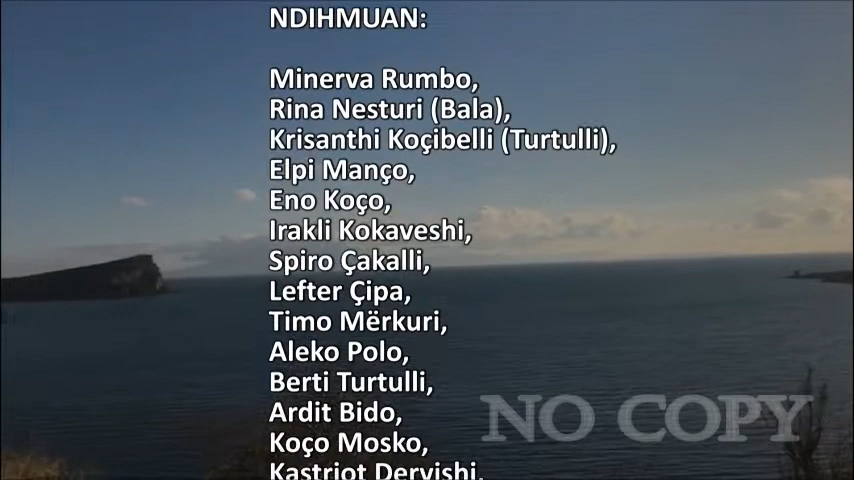 NDIHMUAN:
Minerva Rumbo,
Rina Nesturi (Bala),
Krisanthi Koçibelli (Turtulli),
Elpi Manço,
Eno Koço,
Irakli Kokaveshi,
Spiro Çakalli,
Lefter Çipa,
Timo Mërkuri,
Aleko Polo,
Berti Turtulli,
Ardit Bido,
Koço Mosko,
Kastriot Dervishi,
NO COPY